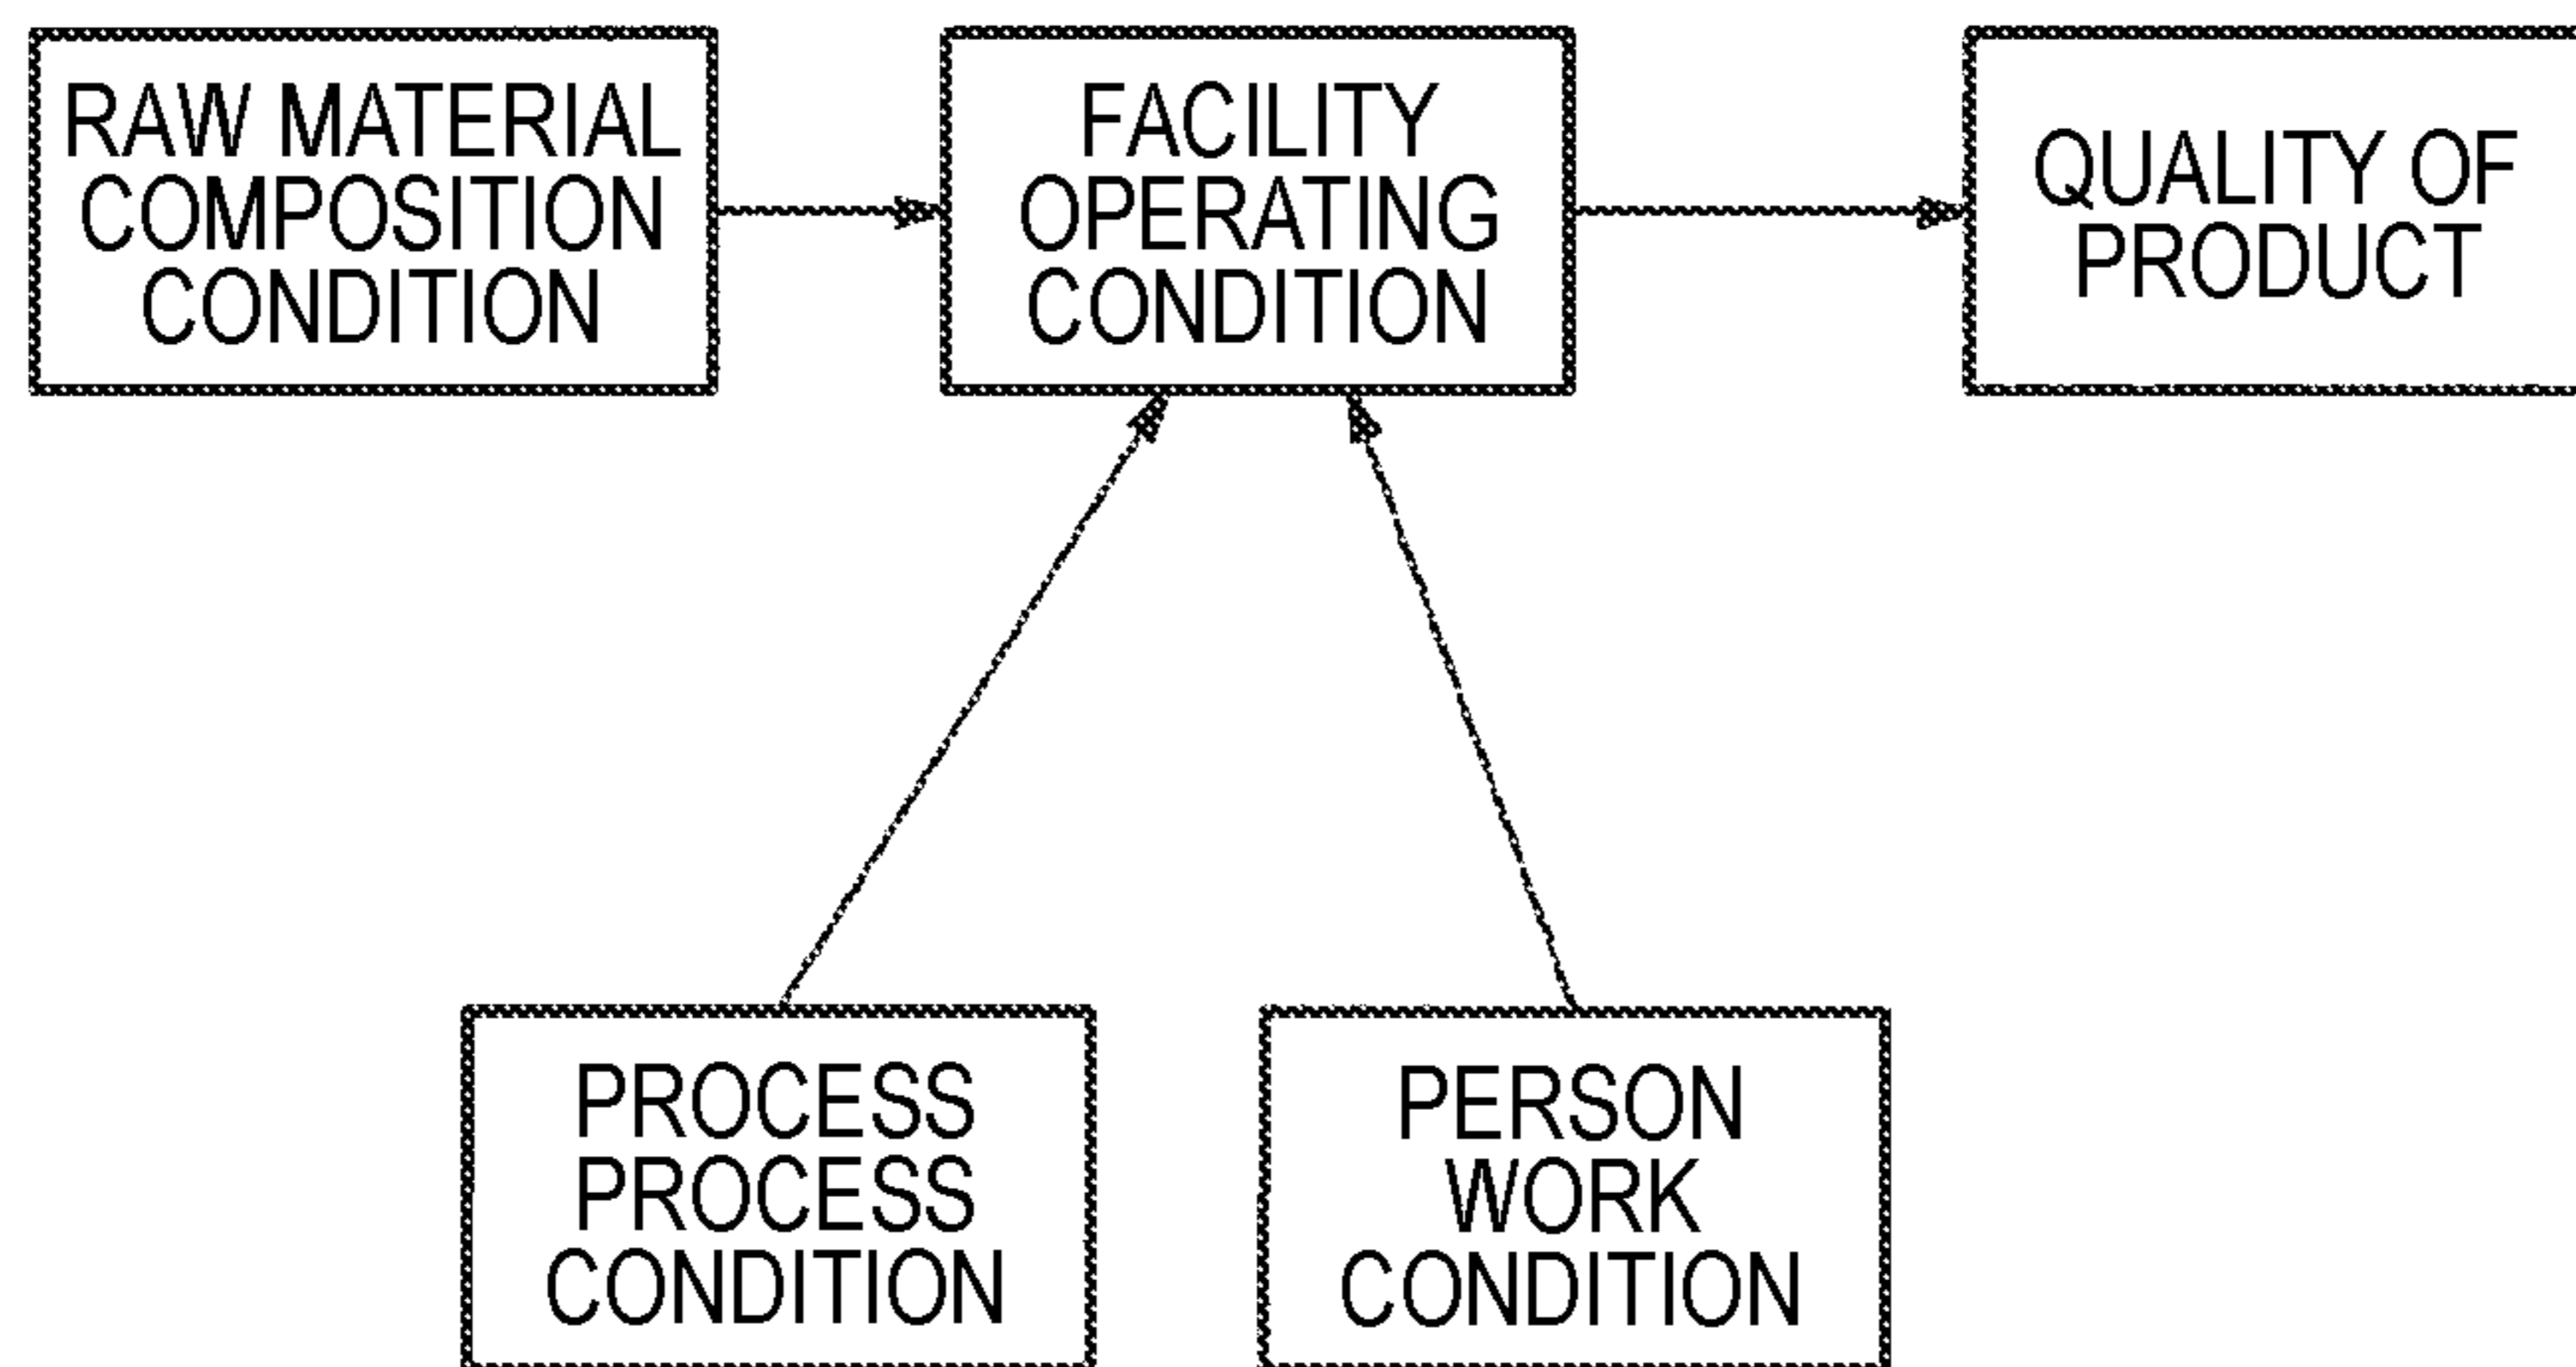 RAW MATERIAL
COMPOSITION
CONDITION
FACILITY
OPERATING
CONDITION
QUALITY OF
PRODUCT
PROCESS
PROCESS
CONDITION
PERSON
WORK
CONDITION